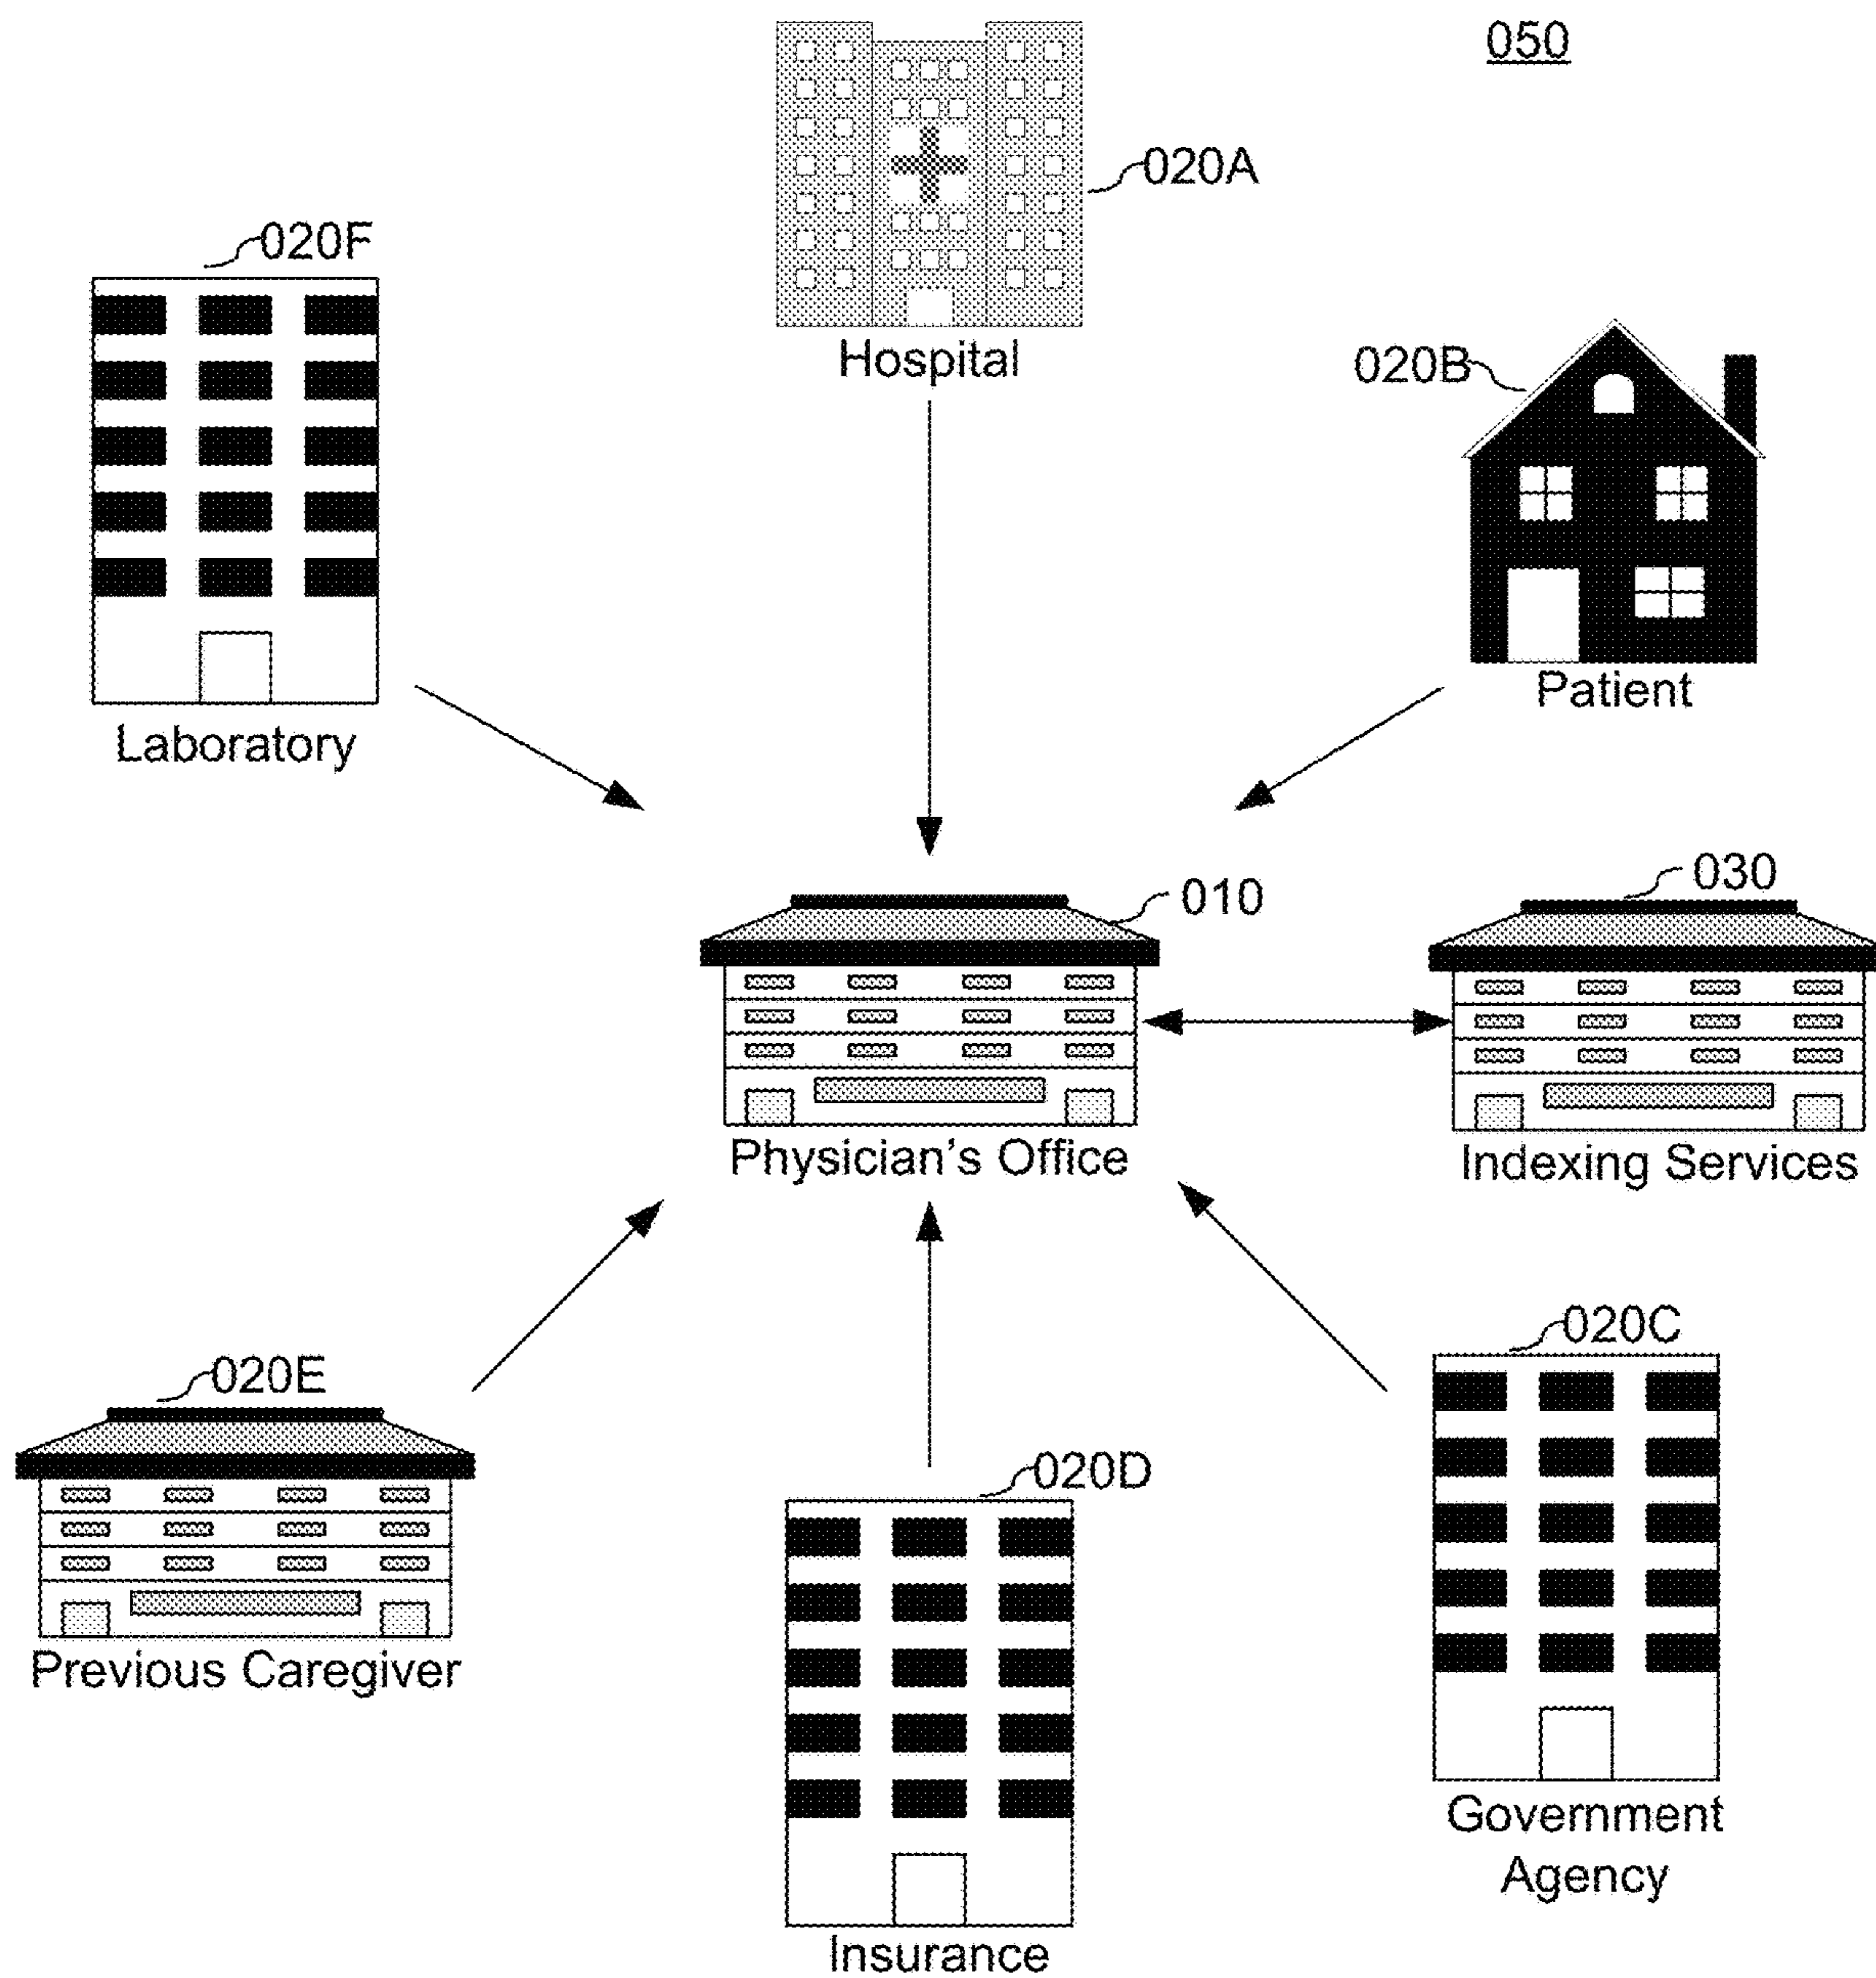 050
020A
020F
Hospital
020B
Patient
Laboratory
010
030
Physician's Office
Indexing Services
020C
020E
020D
Previous Caregiver
Government
Agency
Insurance